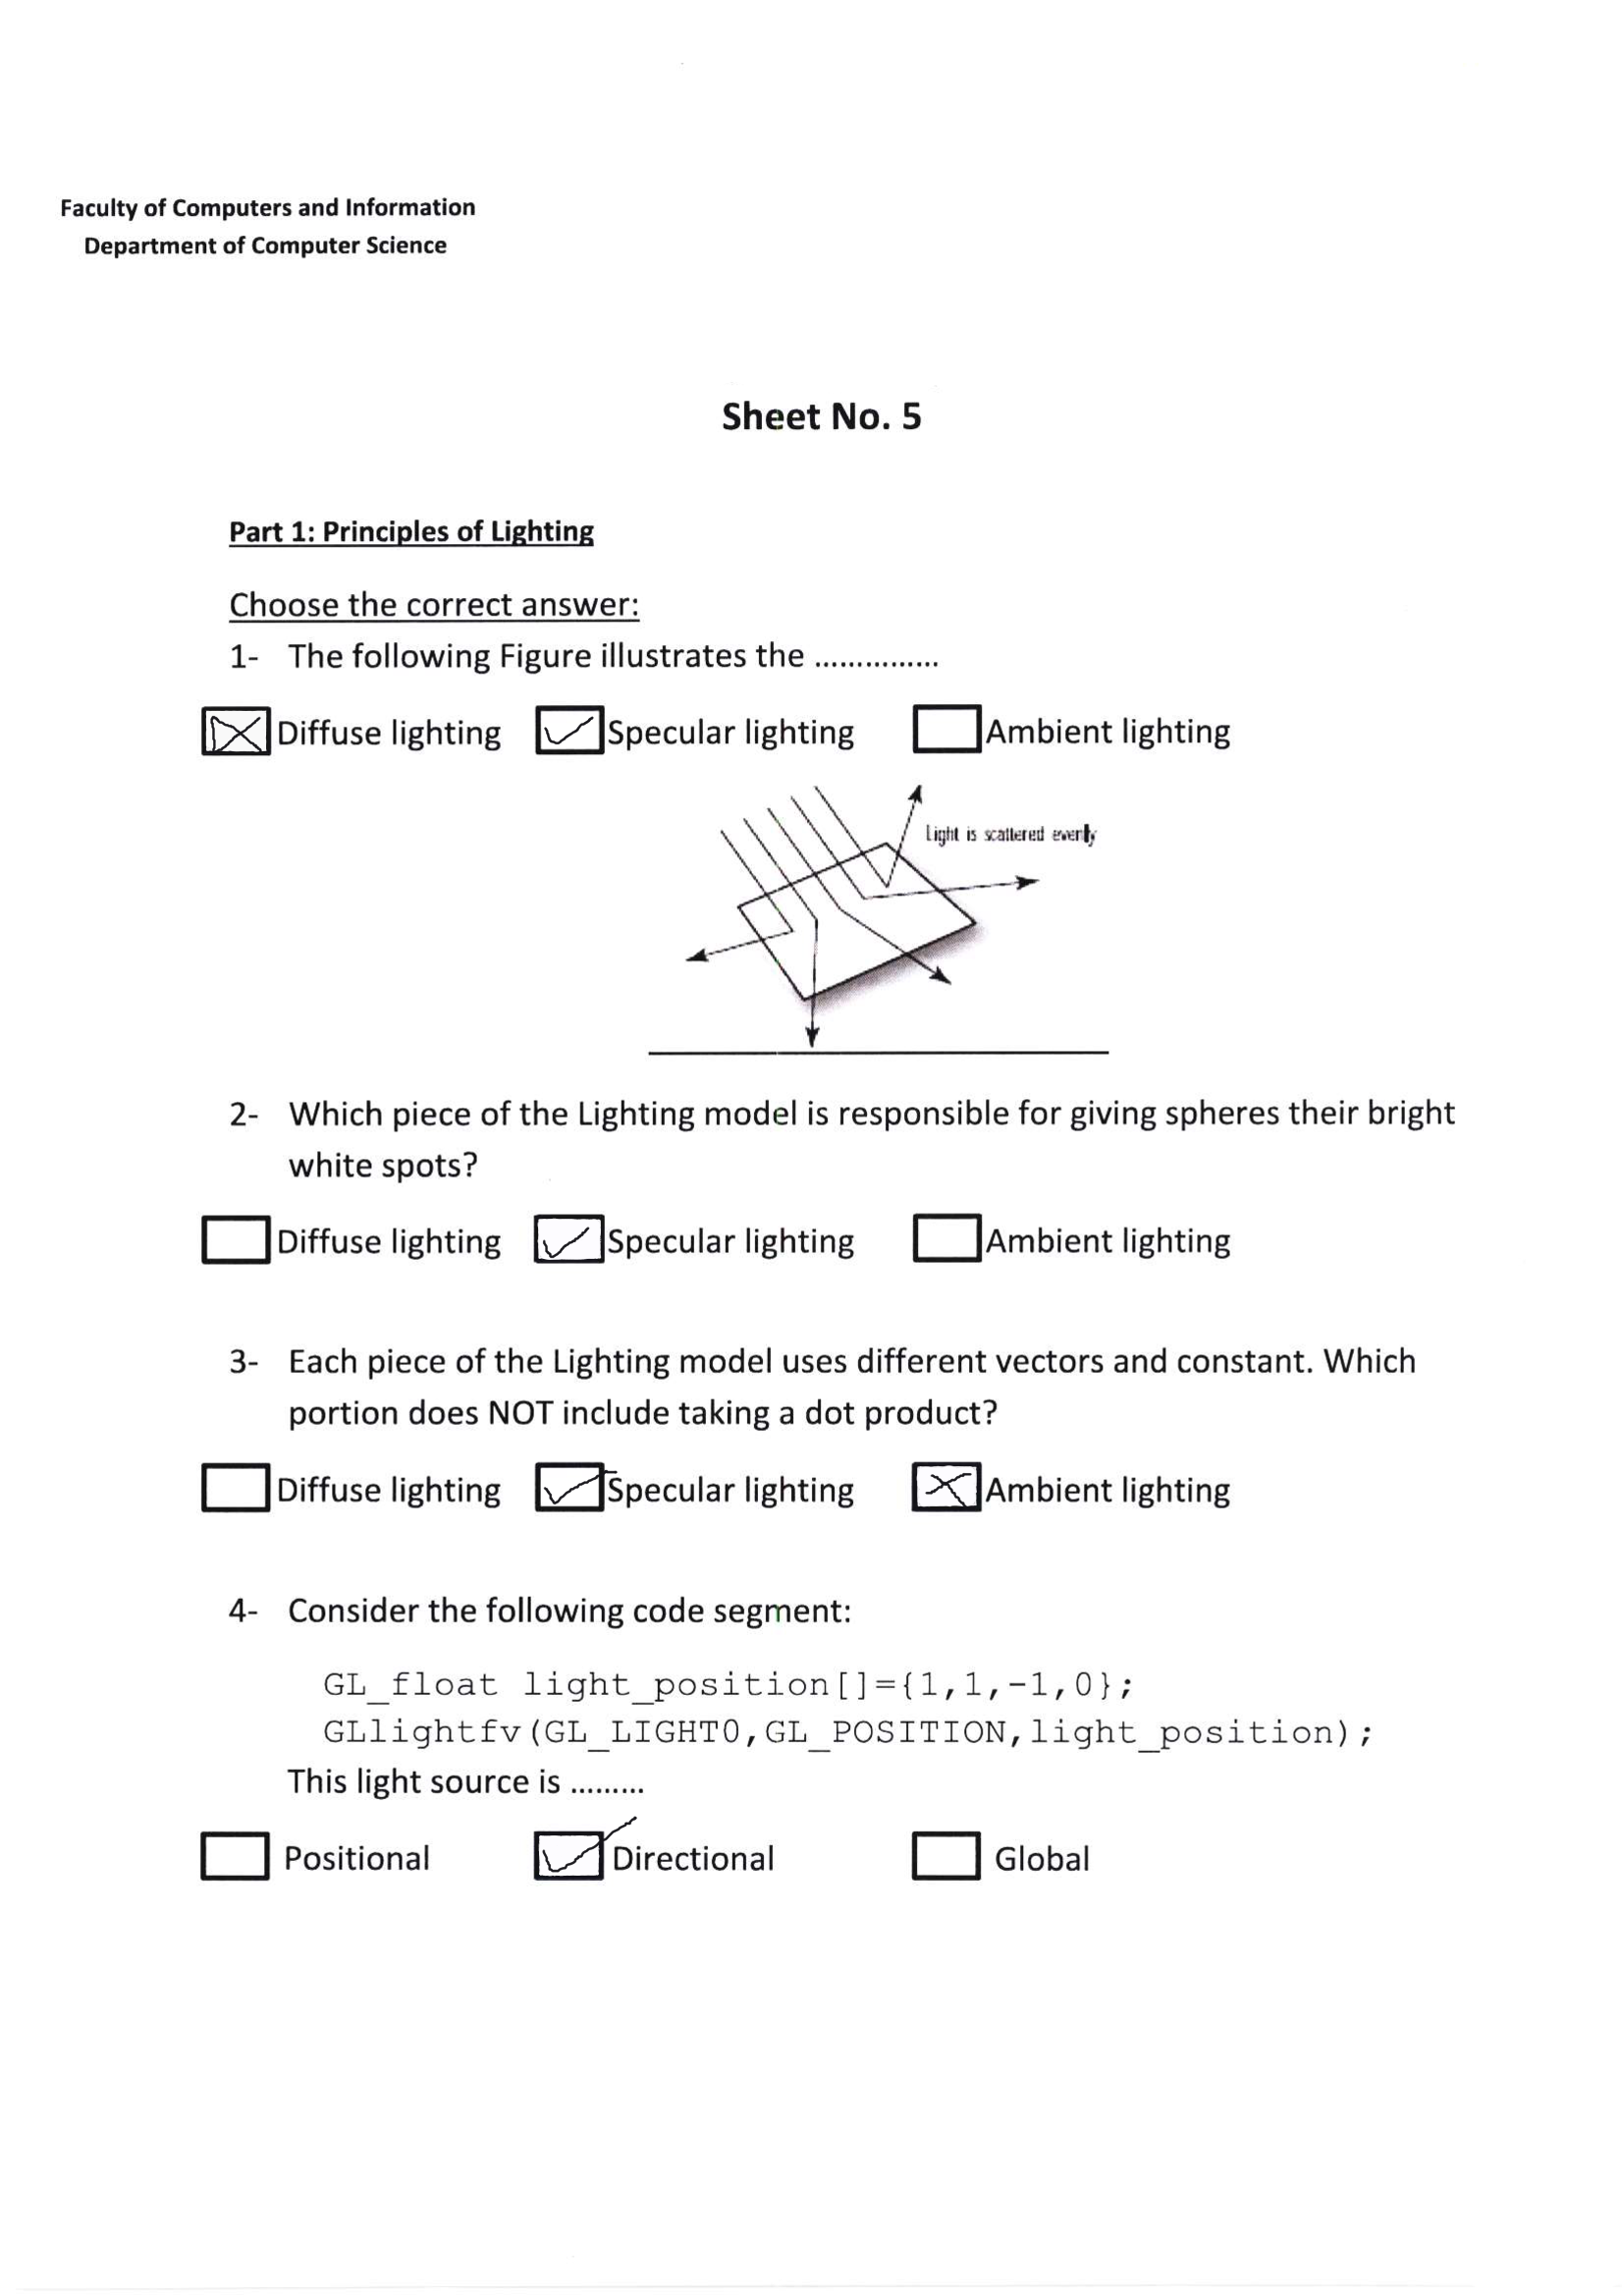 Faculty of Computers and Information
Department of Computer Science
Sheet No. 5
Part 1: Principles of Lighting
Choose the correct answer:
1- The following Figure illustrates the ...............
Diffuse lighting Specular lighting Ambient lighting
Light is scattered evenly
2- Which piece of the Lighting model is responsible for giving spheres their bright
white spots?
Diffuse lighting Specular lighting Ambient lighting
3- Each piece of the Lighting model uses different vectors and constant. Which
portion does NOT include taking a dot product?
Diffuse lighting Specular lighting Ambient lighting
4- Consider the following code segment:
GL_float light_position[]={1,1,-1,0};
GLlightfv(GL_LIGHT0,GL_POSITION,light_position);
This light source is .........
Positional Directional Global